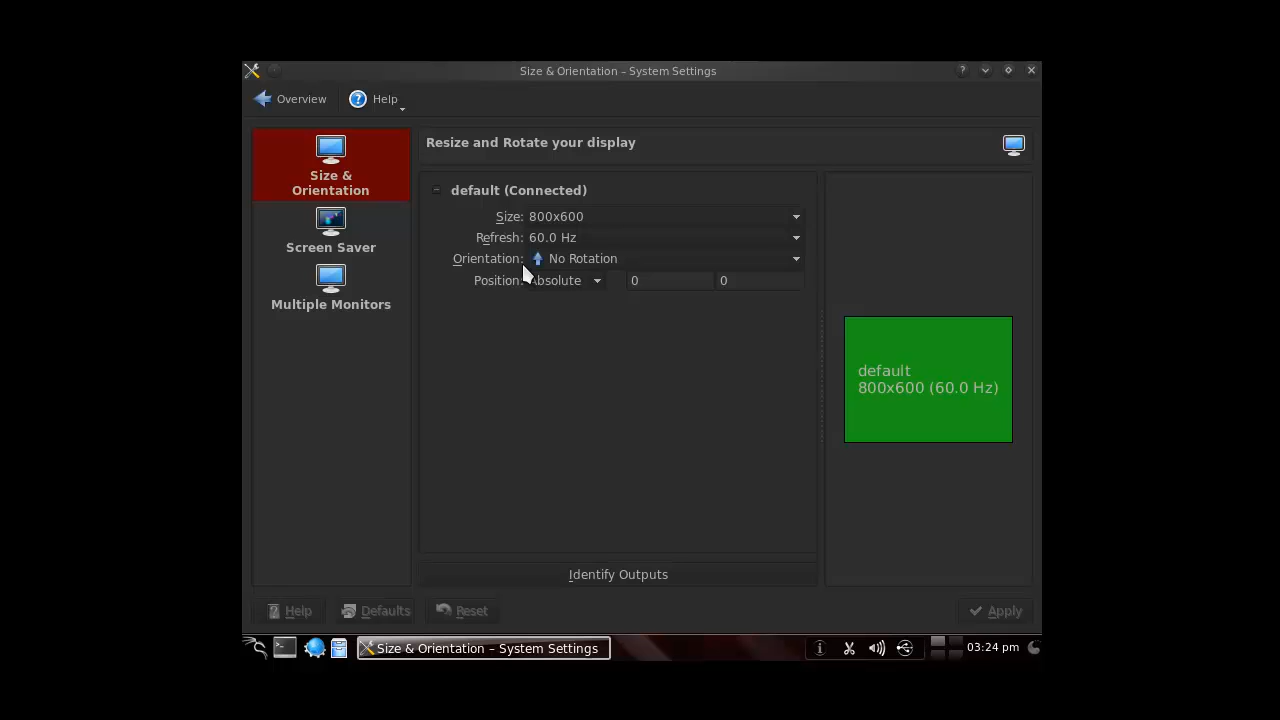 Size & Orientation – System Settings
?
Overview
? Help
Size &
Orientation
Screen Saver
Multiple Monitors
Resize and Rotate your display
default (Connected)
Size: 800x600
Refresh: 60.0 Hz
Orientation: No Rotation
Position: Absolute 0 0
default
800x600 (60.0 Hz)
Identify Outputs
Help Defaults Reset Apply
Size & Orientation – System Settings
03:24 pm